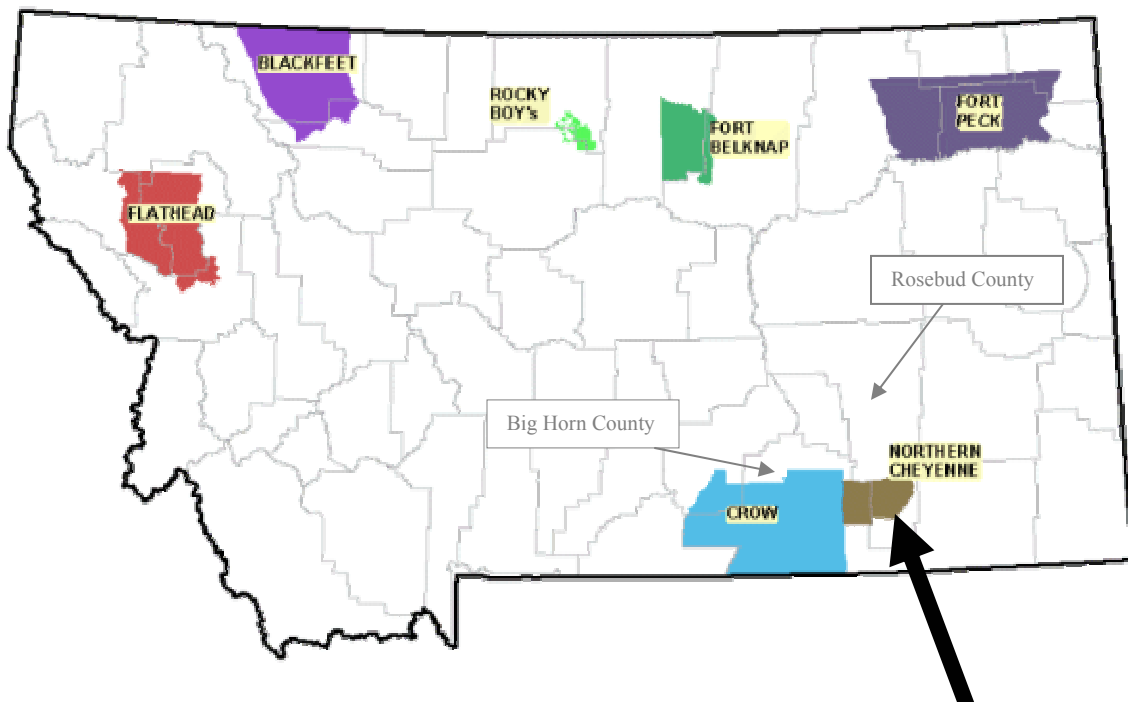 BLACKFEET
ROCKY
BOY's
FORT
BELKNAP
FORT
PECK
FLATHEAD
Rosebud County
Big Horn County
NORTHERN
CHEYENNE
CROW